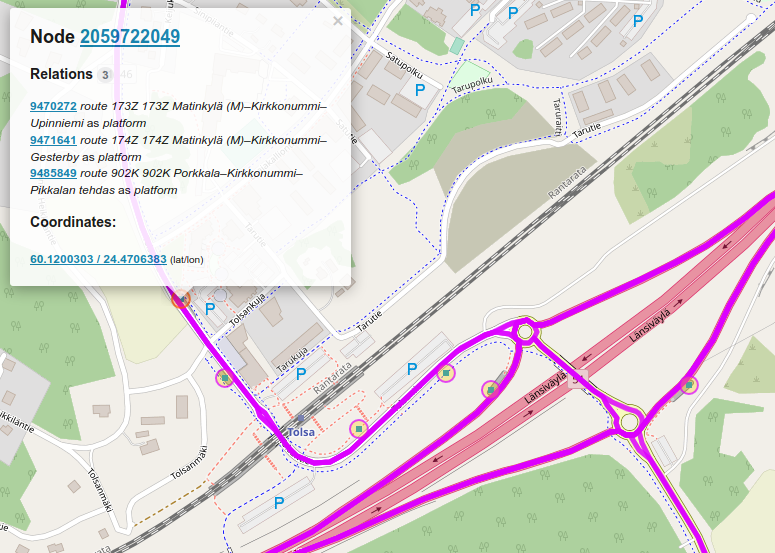 ×
Node 2059722049
Relations 3
9470272 route 173Z 173Z Matinkylä (M)–Kirkkonummi–
Upinniemi as platform
9471641 route 174Z 174Z Matinkylä (M)–Kirkkonummi–
Gesterby as platform
9485849 route 902K 902K Porkkala–Kirkkonummi–
Pikkalan tehdas as platform
Coordinates:
60.1200303 / 24.4706383 (lat/lon)
P
P
P
Satupolku
P
Tarupolku
Taruraitti
Tarutie
Rantarata
Länsiväylä
Tolsankuja
P
Tarutie
Tarukuja
P
Rantarata
P
Länsiväylä
Tolsa
Tolsanmäki
Tolsanmäki
P
Rantarata